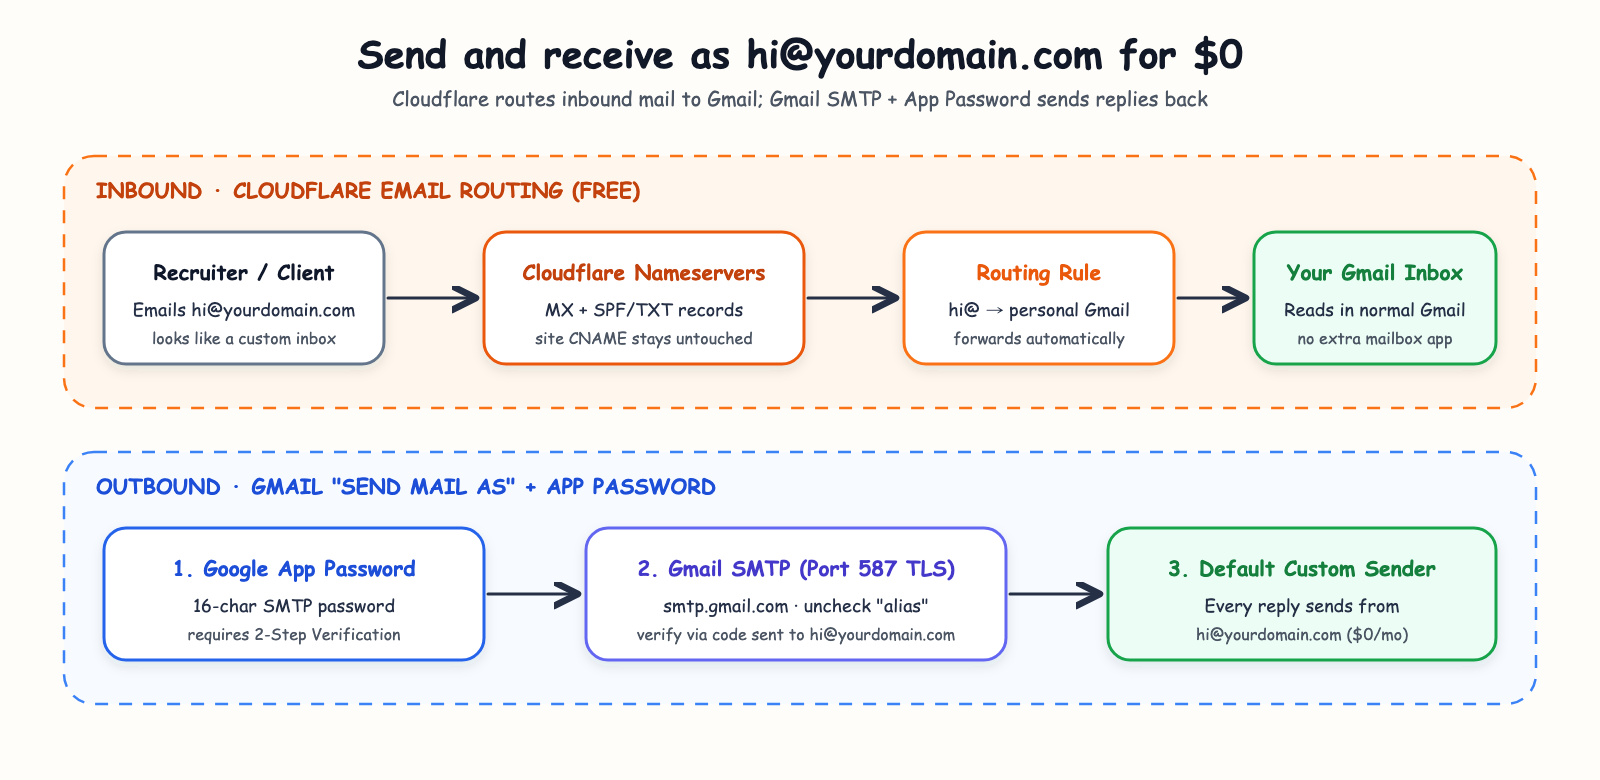 Send and receive as hi@yourdomain.com for $0
Cloudflare routes inbound mail to Gmail; Gmail SMTP + App Password sends replies back
INBOUND · CLOUDFLARE EMAIL ROUTING (FREE)
Recruiter / Client
Emails hi@yourdomain.com
looks like a custom inbox
Cloudflare Nameservers
MX + SPF/TXT records
site CNAME stays untouched
Routing Rule
hi@ → personal Gmail
forwards automatically
Your Gmail Inbox
Reads in normal Gmail
no extra mailbox app
OUTBOUND · GMAIL "SEND MAIL AS" + APP PASSWORD
1. Google App Password
16-char SMTP password
requires 2-Step Verification
2. Gmail SMTP (Port 587 TLS)
smtp.gmail.com · uncheck "alias"
verify via code sent to hi@yourdomain.com
3. Default Custom Sender
Every reply sends from
hi@yourdomain.com ($0/mo)